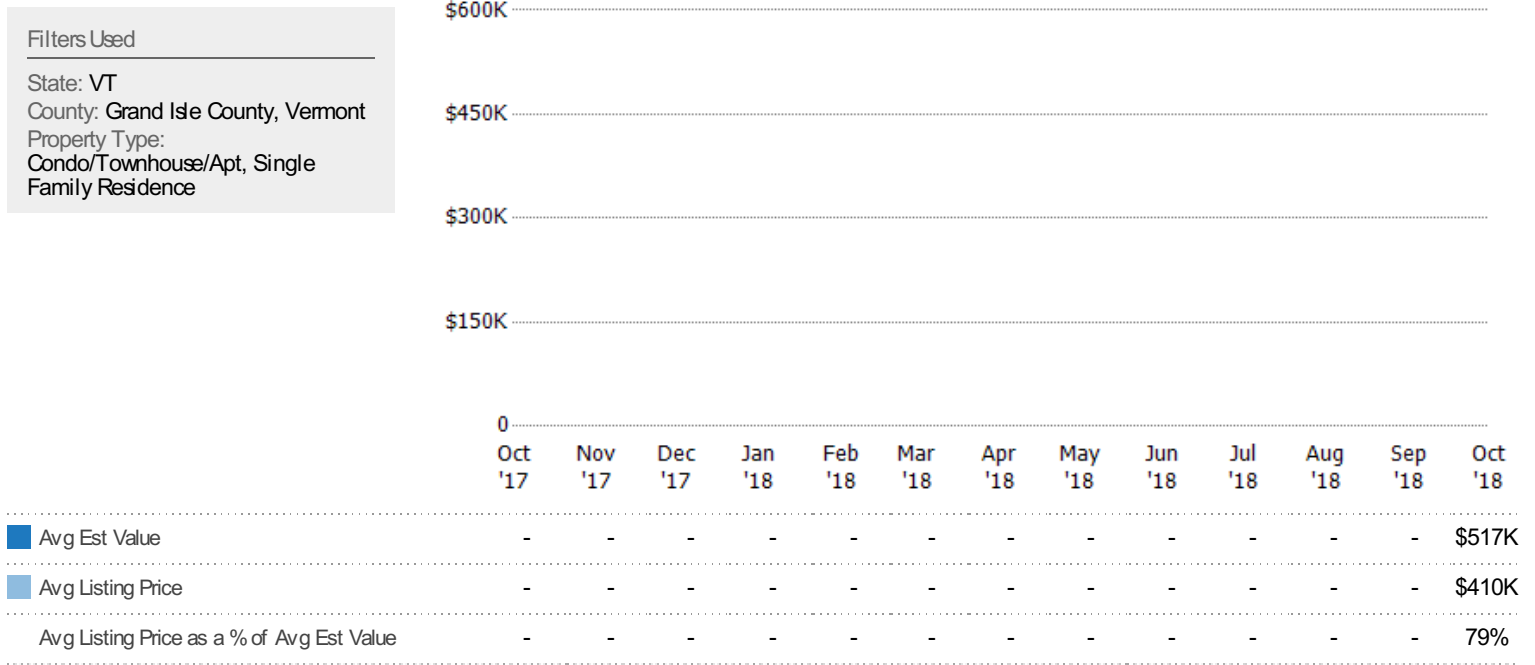 Filters Used
State: VT
County: Grand Isle County, Vermont
Property Type:
Condo/Townhouse/Apt, Single
Family Residence
$600K
$450K
$300K
$150K
0
Oct Nov Dec Jan Feb Mar Apr May Jun Jul Aug Sep Oct
'17 '17 '17 '18 '18 '18 '18 '18 '18 '18 '18 '18 '18
Avg Est Value - - - - - - - - - - - - $517K
Avg Listing Price - - - - - - - - - - - - $410K
Avg Listing Price as a % of Avg Est Value - - - - - - - - - - - - 79%